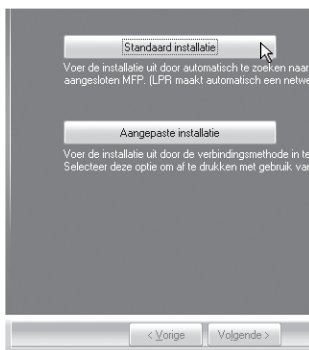 Standaard installatie
Voer de installatie uit door automatisch te zoeken naar
aangesloten MFP. (LPR maakt automatisch een netwe
Aangepaste installatie
Voer de installatie uit door de verbindingsmethode in te
Selecteer deze optie om af te drukken met gebruik van
< Vorige
Volgende >